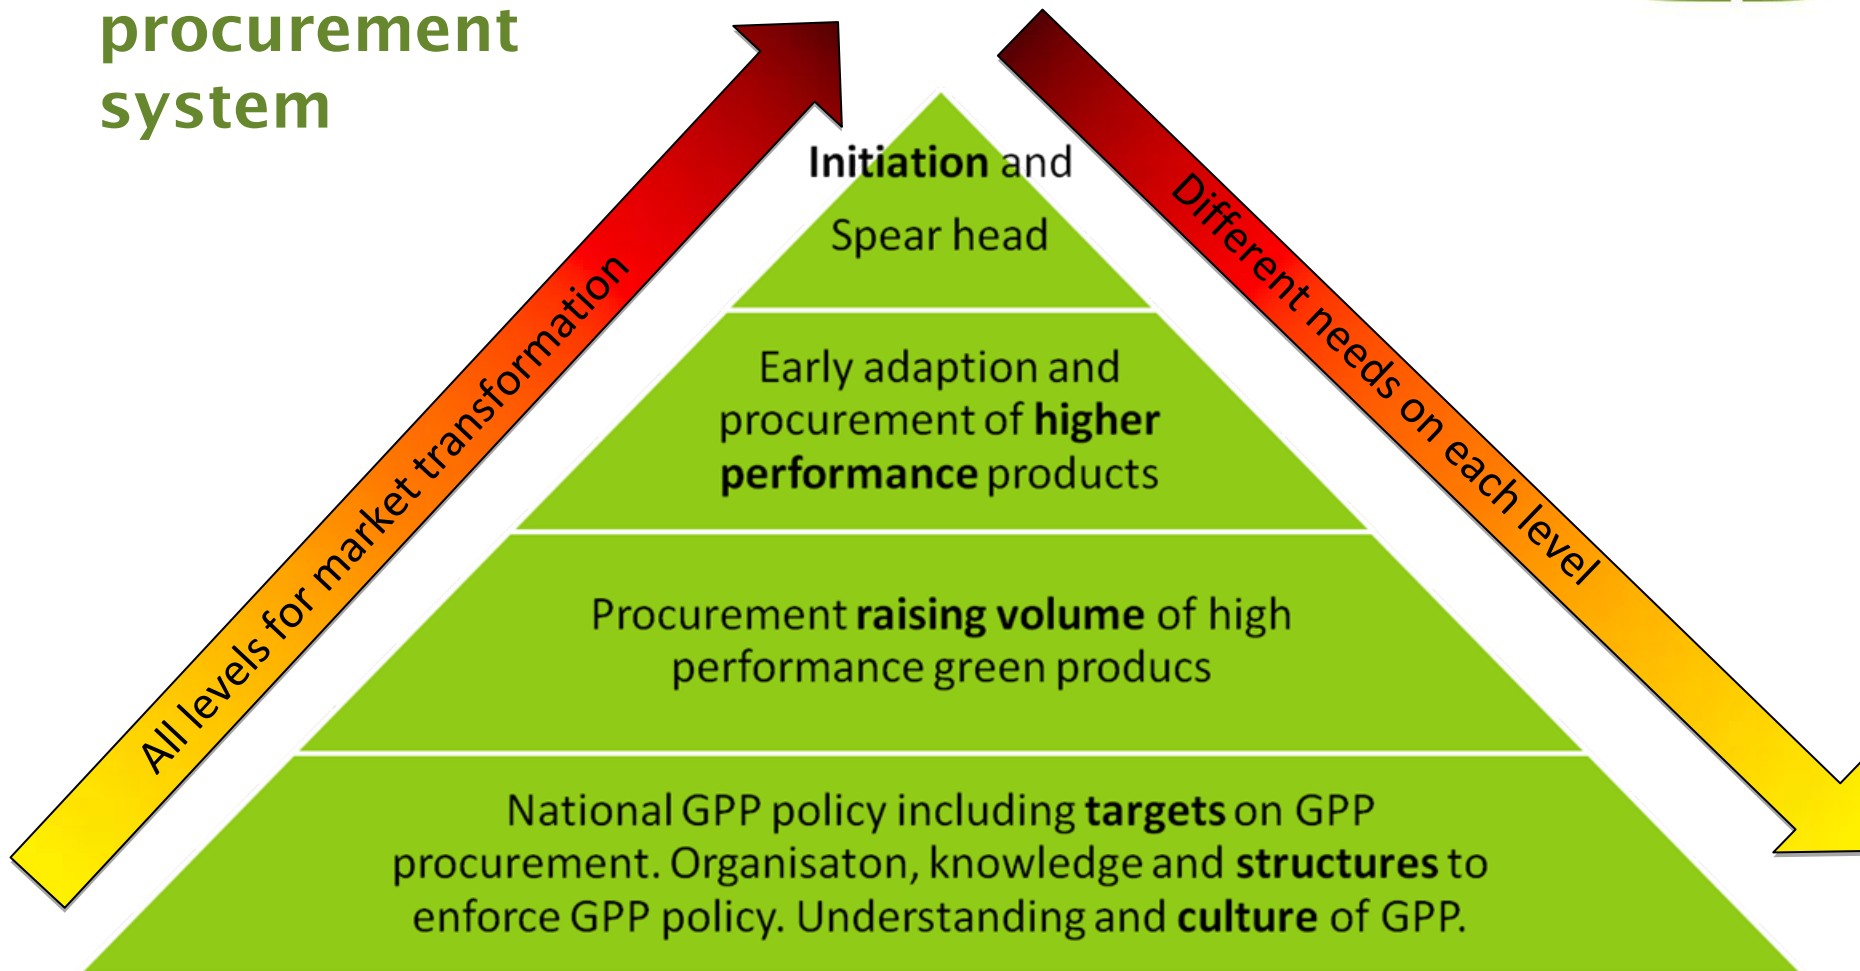 procurement
system
Initiation and
Spear head
Early adaption and
procurement of higher
performance products
Procurement raising volume of high
performance green producs
National GPP policy including targets on GPP
procurement. Organisaton, knowledge and structures to
enforce GPP policy. Understanding and culture of GPP.
All levels for market transformation
Different needs on each level